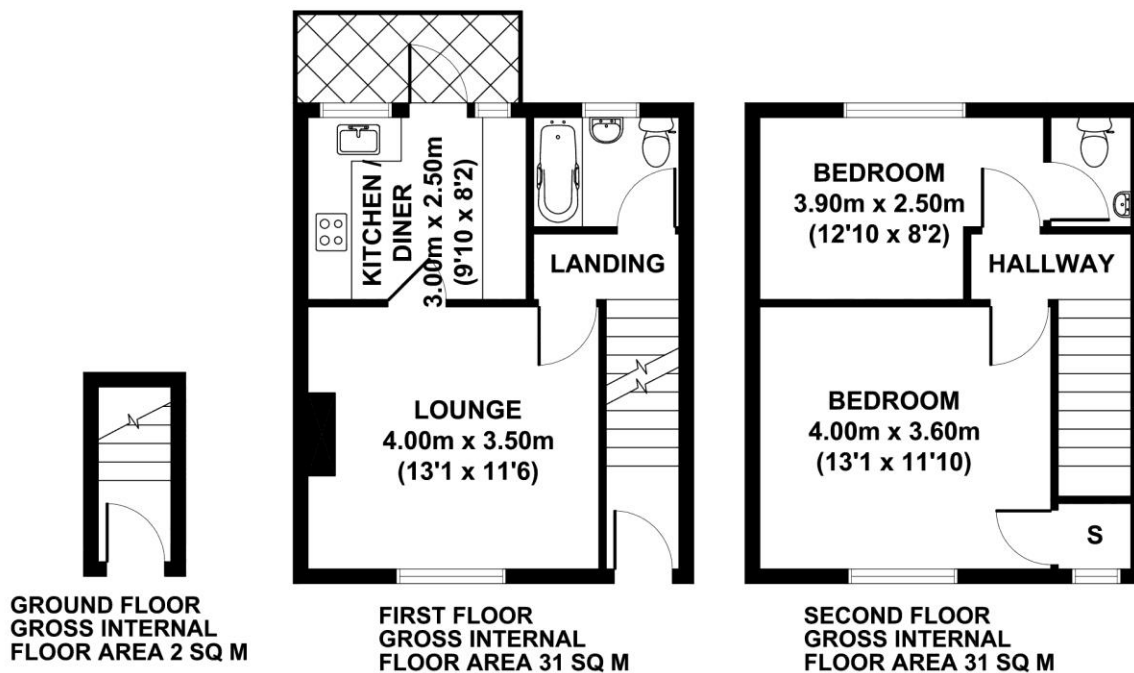 KITCHEN /
DINER
3.00m x 2.50m
(9'10 x 8'2)
LANDING
LOUNGE
4.00m x 3.50m
(13'1 x 11'6)
BEDROOM
3.90m x 2.50m
(12'10 x 8'2)
HALLWAY
BEDROOM
4.00m x 3.60m
(13'1 x 11'10)
S
GROUND FLOOR
GROSS INTERNAL
FLOOR AREA 2 SQ M
FIRST FLOOR
GROSS INTERNAL
FLOOR AREA 31 SQ M
SECOND FLOOR
GROSS INTERNAL
FLOOR AREA 31 SQ M